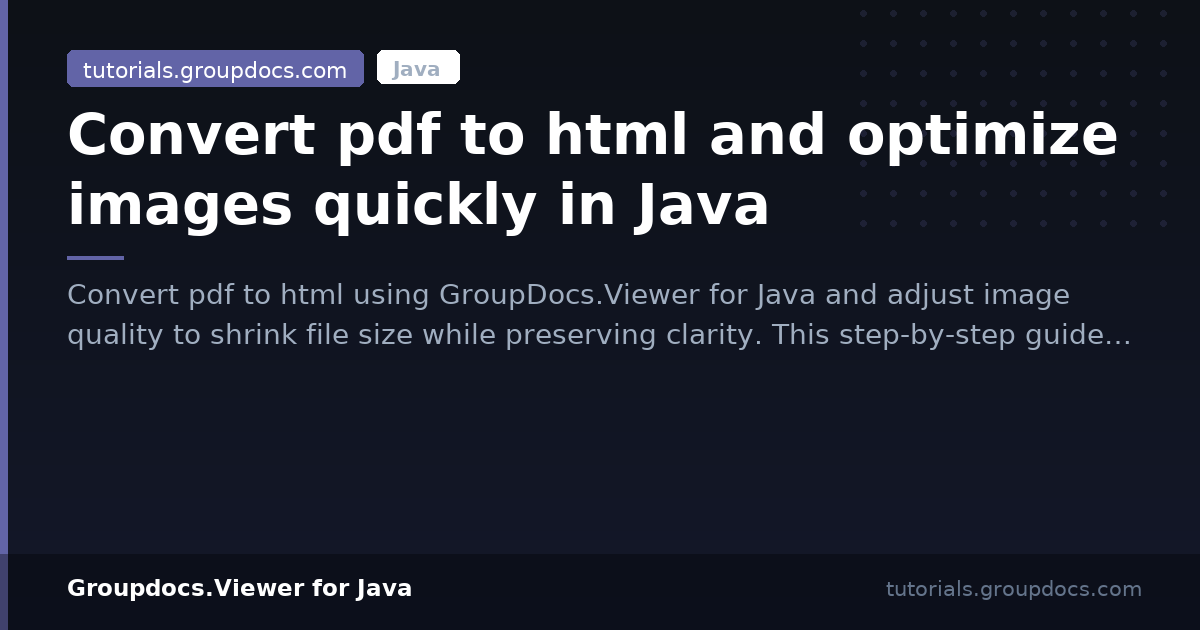 tutorials.groupdocs.com
Java
Convert pdf to html and optimize
images quickly in Java
Convert pdf to html using GroupDocs.Viewer for Java and adjust image
quality to shrink file size while preserving clarity. This step-by-step guide…
Groupdocs.Viewer for Java
tutorials.groupdocs.com